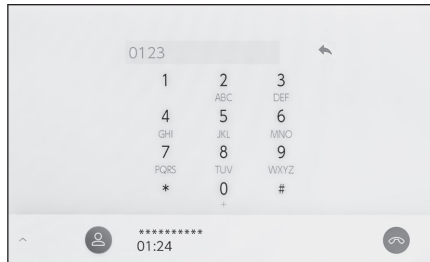 0123
1 2 3
ABC DEF
4 5 6
GHI JKL MNO
7 8 9
PQRS TUV WXYZ
* 0 #
+
**********
01:24